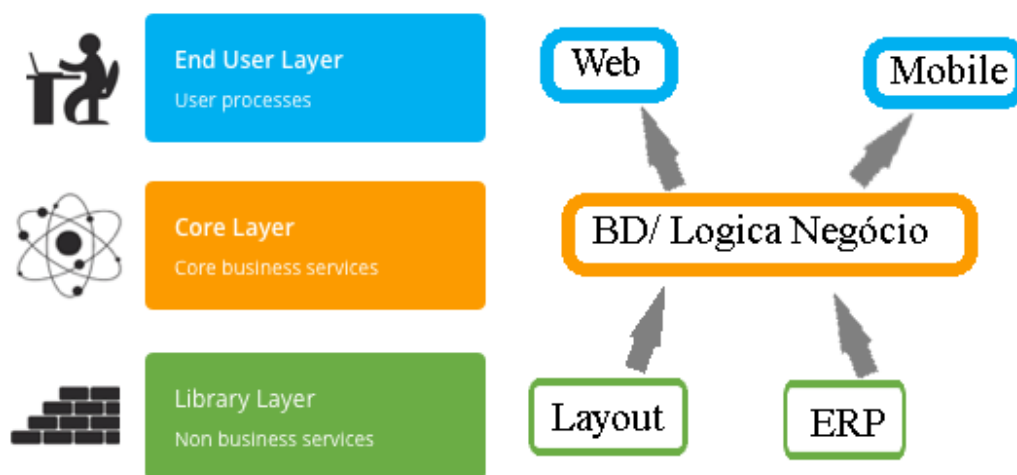 End User Layer
User processes
Web
Mobile
Core Layer
Core business services
BD/ Logica Negócio
Library Layer
Non business services
Layout
ERP